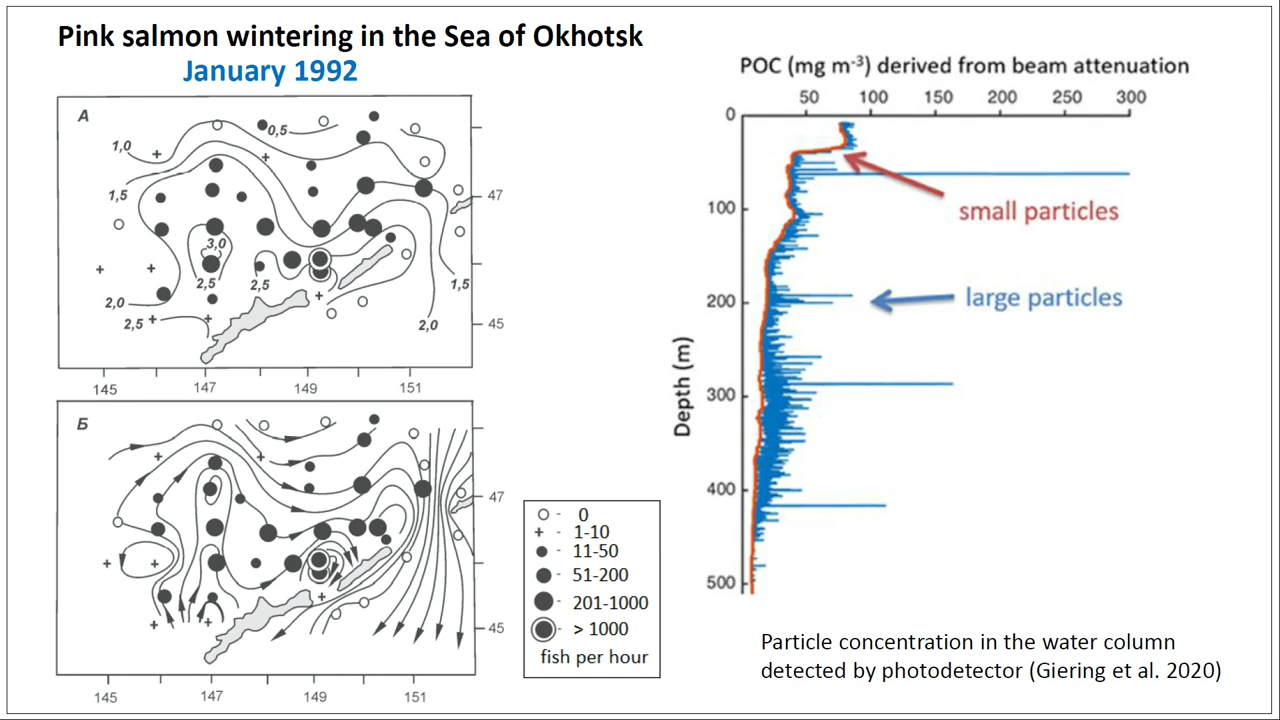 Pink salmon wintering in the Sea of Okhotsk
January 1992
A
1,0
0,5
1,5
47
3,0
2,5
2,5
1,5
2,0
2,5
2,0
45
145
147
149
151
Б
47
45
145
147
149
151
0
1-10
11-50
51-200
201-1000
> 1000
fish per hour
POC (mg m-3) derived from beam attenuation
50 100 150 200 250 300
0
100
200
300
400
500
Depth (m)
small particles
large particles
Particle concentration in the water column
detected by photodetector (Giering et al. 2020)